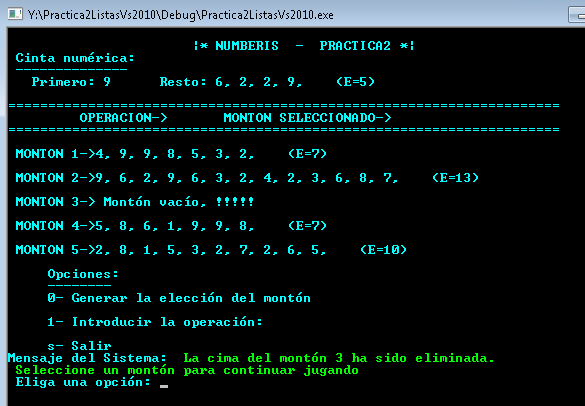 Y:\Practica2ListasVs2010\Debug\Practica2ListasVs2010.exe
¦* NUMBERIS - PRACTICA2 *¦
Cinta numérica:
--------------
Primero: 9 Resto: 6, 2, 2, 9, (E=5)
=====================================================================
OPERACION-> MONTON SELECCIONADO->
=====================================================================
MONTON 1->4, 9, 9, 8, 5, 3, 2, (E=7)
MONTON 2->9, 6, 2, 9, 6, 3, 2, 4, 2, 3, 6, 8, 7, (E=13)
MONTON 3-> Montón vacío, !!!!!
MONTON 4->5, 8, 6, 1, 9, 9, 8, (E=7)
MONTON 5->2, 8, 1, 5, 3, 2, 7, 2, 6, 5, (E=10)
Opciones:
--------
0- Generar la elección del montón
1- Introducir la operación:
s- Salir
Mensaje del Sistema: La cima del montón 3 ha sido eliminada.
Seleccione un montón para continuar jugando
Eliga una opción: _